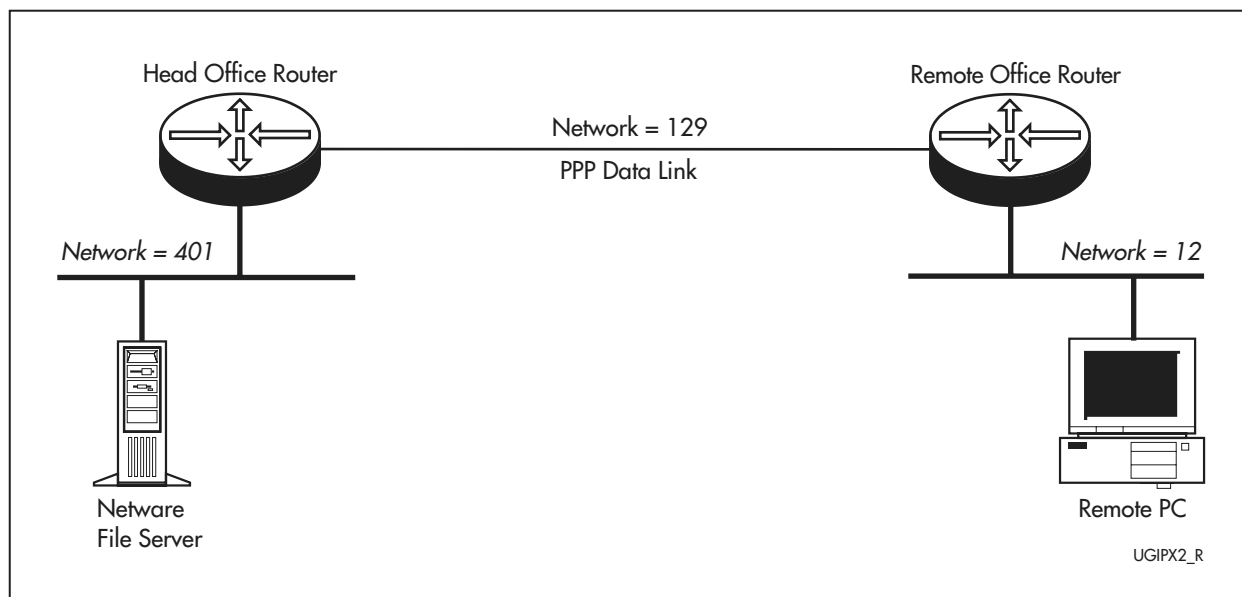 Head Office Router
Remote Office Router
Network = 129
PPP Data Link
Network = 401
Network = 12
Netware
File Server
Remote PC
UGIPX2_R